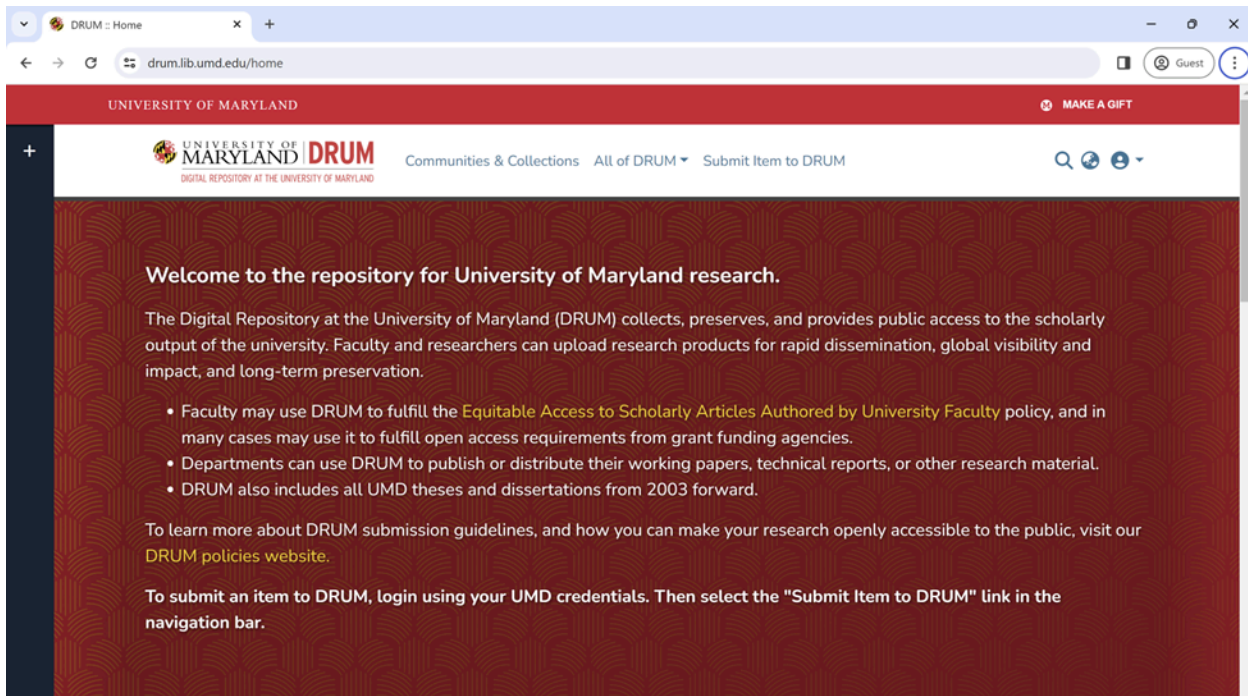 DRUM :: Home
drum.lib.umd.edu/home
Guest
UNIVERSITY OF MARYLAND
MAKE A GIFT
UNIVERSITY OF
MARYLAND DRUM
DIGITAL REPOSITORY AT THE UNIVERSITY OF MARYLAND
Communities & Collections All of DRUM Submit Item to DRUM
Welcome to the repository for University of Maryland research.
The Digital Repository at the University of Maryland (DRUM) collects, preserves, and provides public access to the scholarly
output of the university. Faculty and researchers can upload research products for rapid dissemination, global visibility and
impact, and long-term preservation.
• Faculty may use DRUM to fulfill the Equitable Access to Scholarly Articles Authored by University Faculty policy, and in
many cases may use it to fulfill open access requirements from grant funding agencies.
• Departments can use DRUM to publish or distribute their working papers, technical reports, or other research material.
• DRUM also includes all UMD theses and dissertations from 2003 forward.
To learn more about DRUM submission guidelines, and how you can make your research openly accessible to the public, visit our
DRUM policies website.
To submit an item to DRUM, login using your UMD credentials. Then select the "Submit Item to DRUM" link in the
navigation bar.